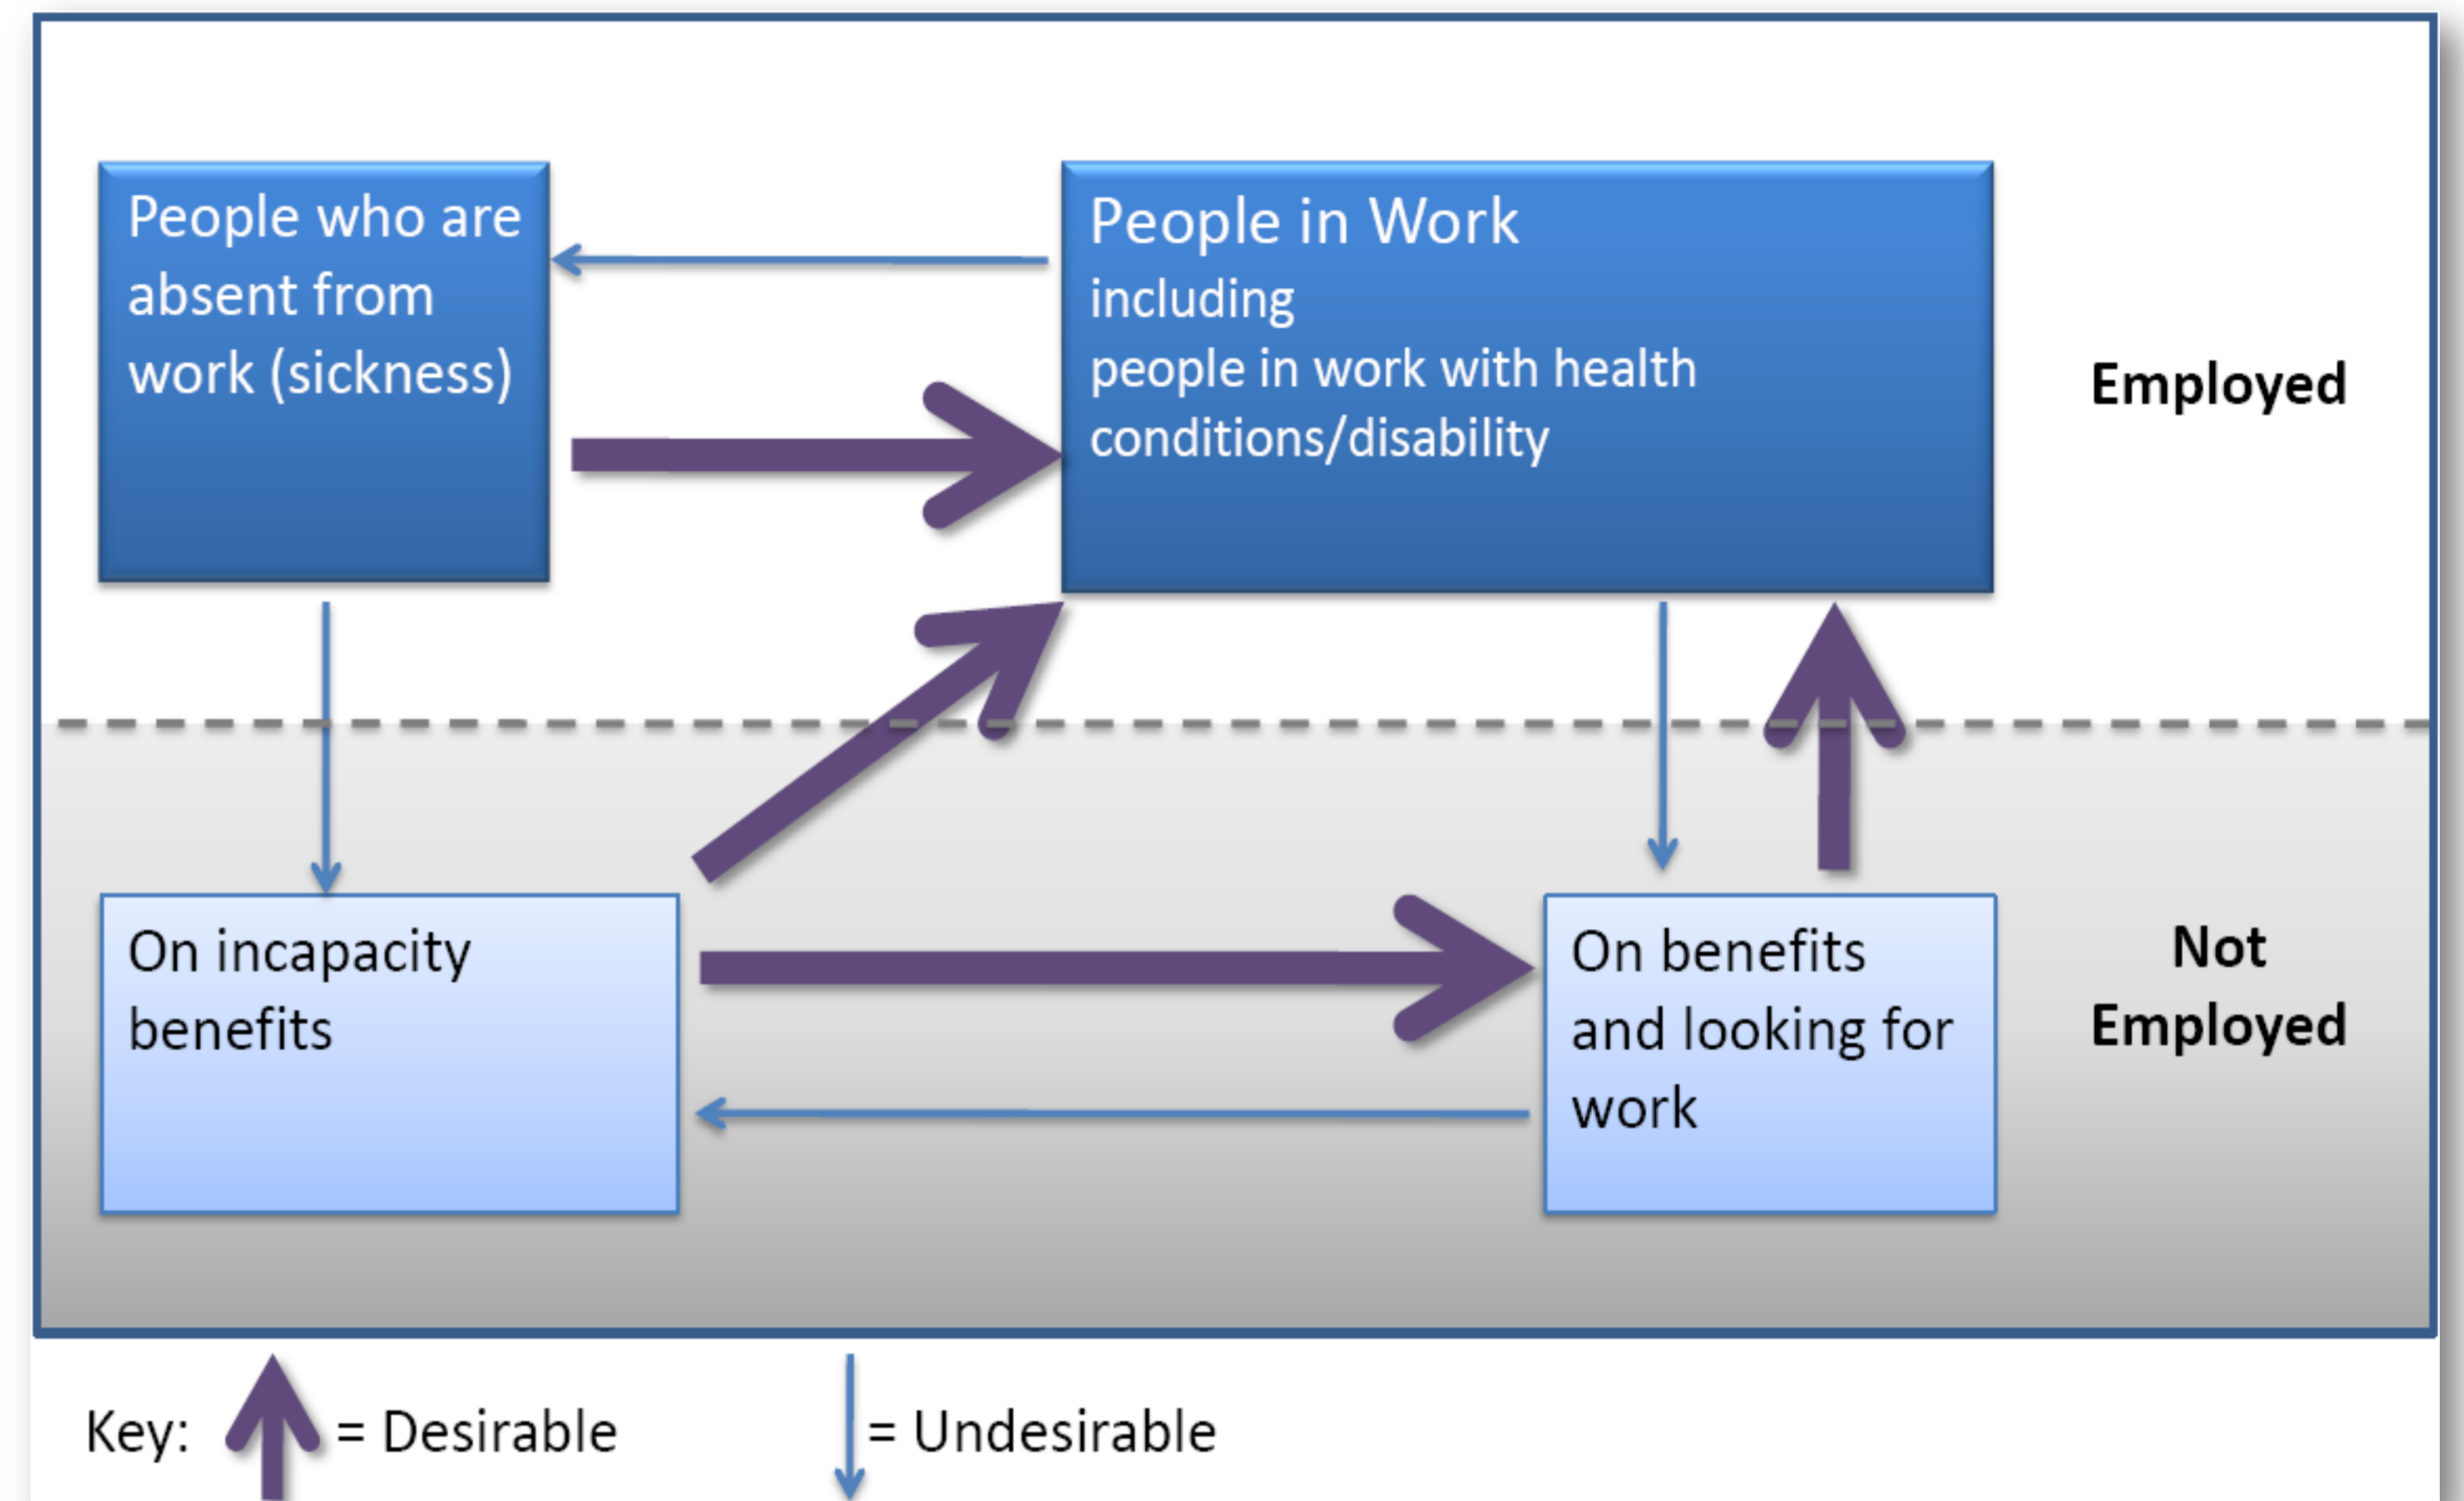 People who are
absent from
work (sickness)
People in Work
including
people in work with health
conditions/disability
Employed
On incapacity
benefits
On benefits
and looking for
work
Not
Employed
Key: = Desirable = Undesirable